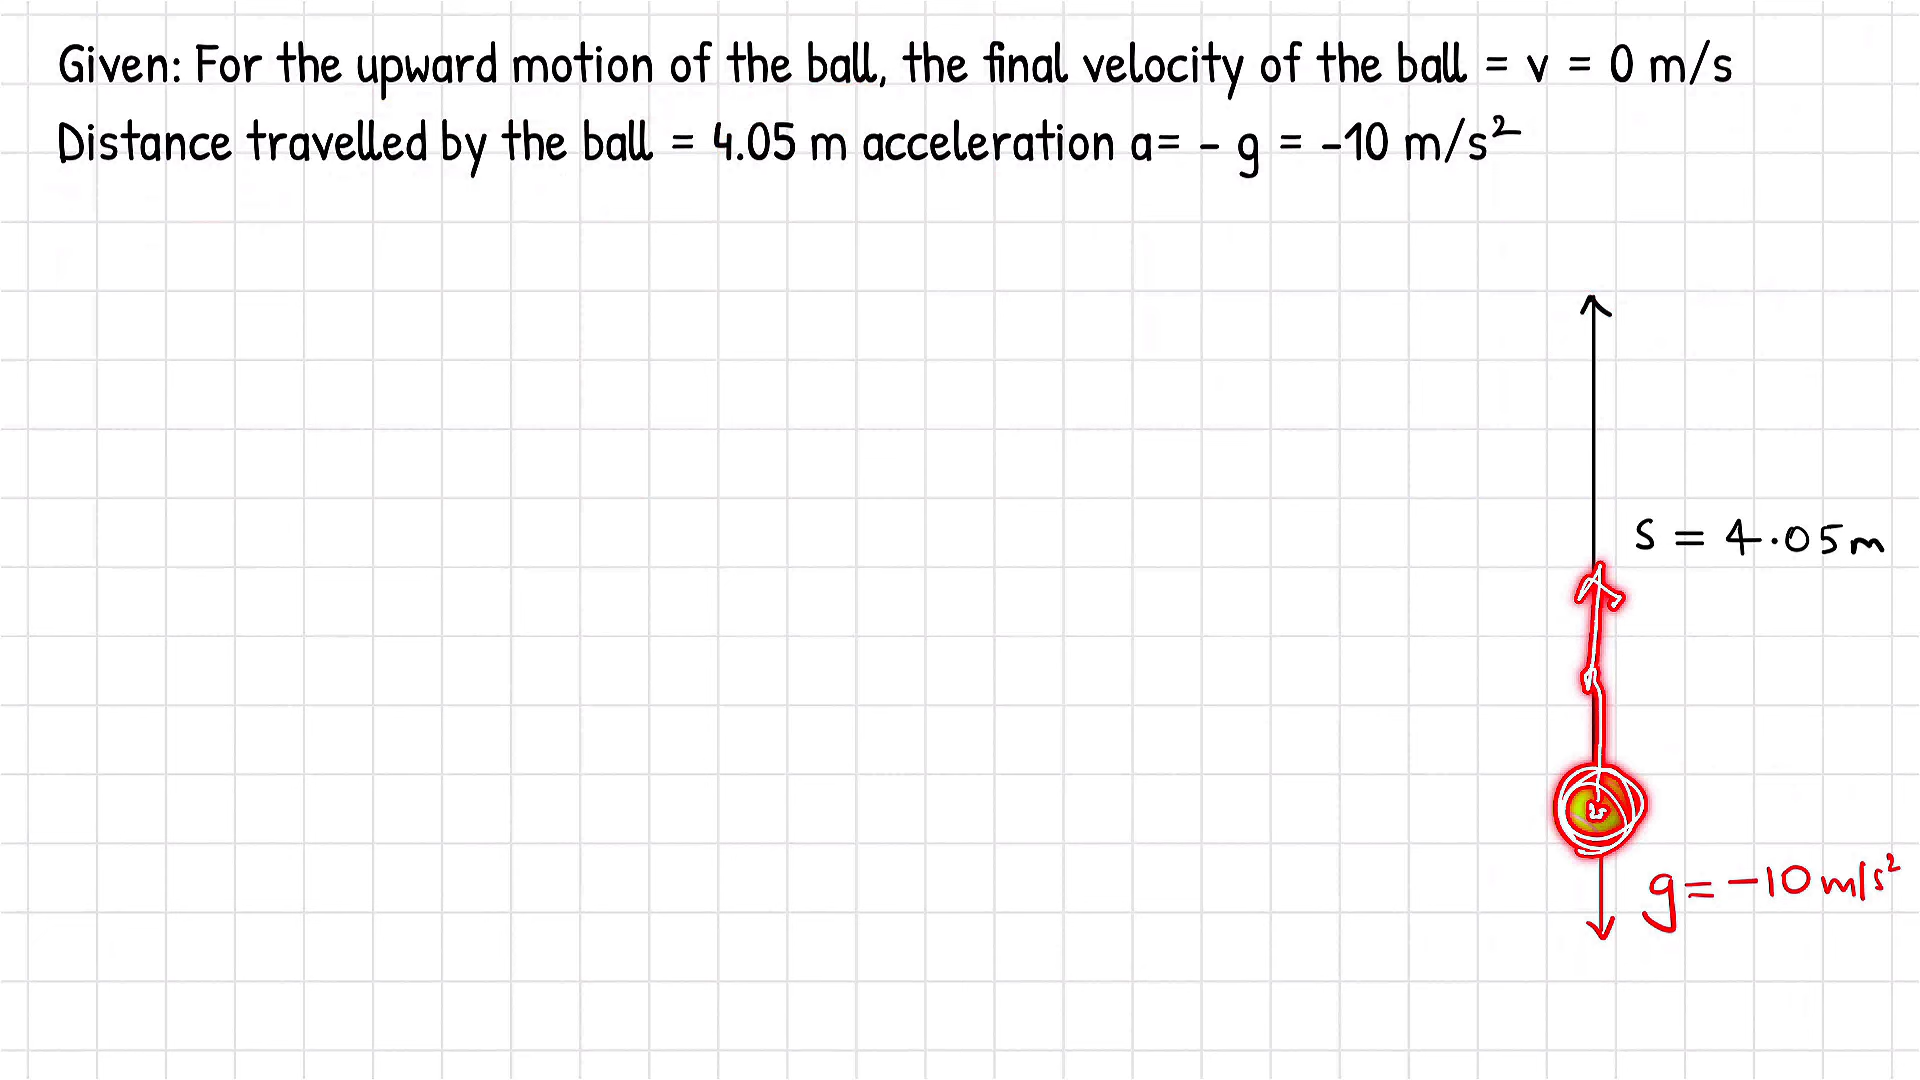 Given: For the upward motion of the ball, the final velocity of the ball = v = 0 m/s
Distance travelled by the ball = 4.05 m acceleration a= - g = -10 m/s²
s = 4.05m
g = -10 m/s²